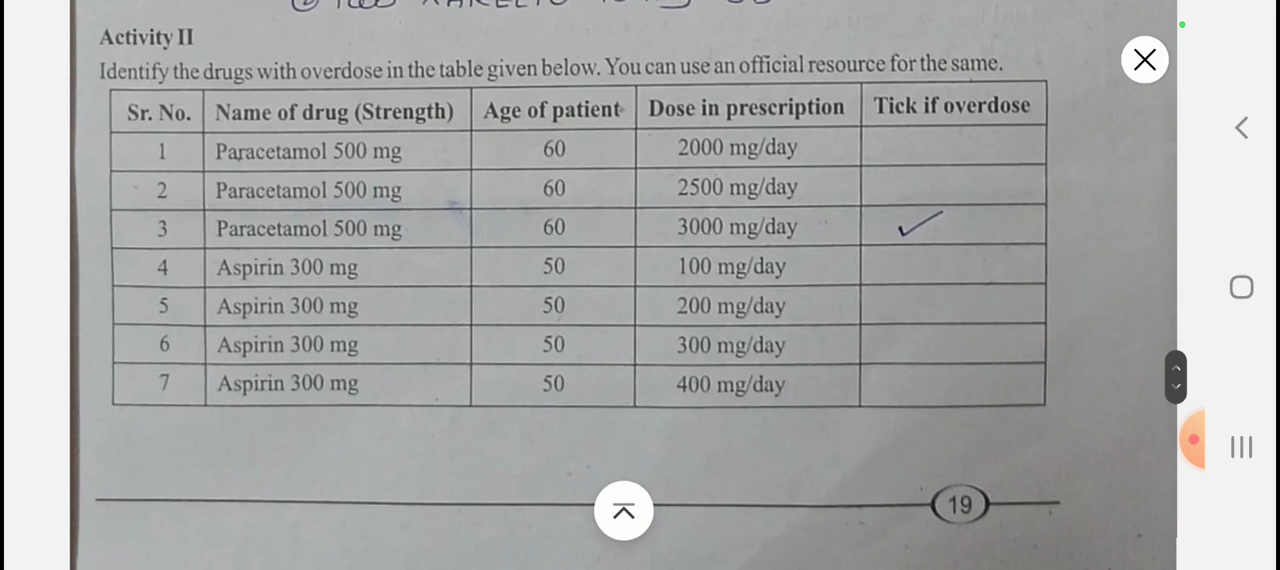 Activity II
Identify the drugs with overdose in the table given below. You can use an official resource for the same.
Sr. No. Name of drug (Strength) Age of patient Dose in prescription Tick if overdose
1 Paracetamol 500 mg 60 2000 mg/day
2 Paracetamol 500 mg 60 2500 mg/day
3 Paracetamol 500 mg 60 3000 mg/day ✓
4 Aspirin 300 mg 50 100 mg/day
5 Aspirin 300 mg 50 200 mg/day
6 Aspirin 300 mg 50 300 mg/day
7 Aspirin 300 mg 50 400 mg/day
19